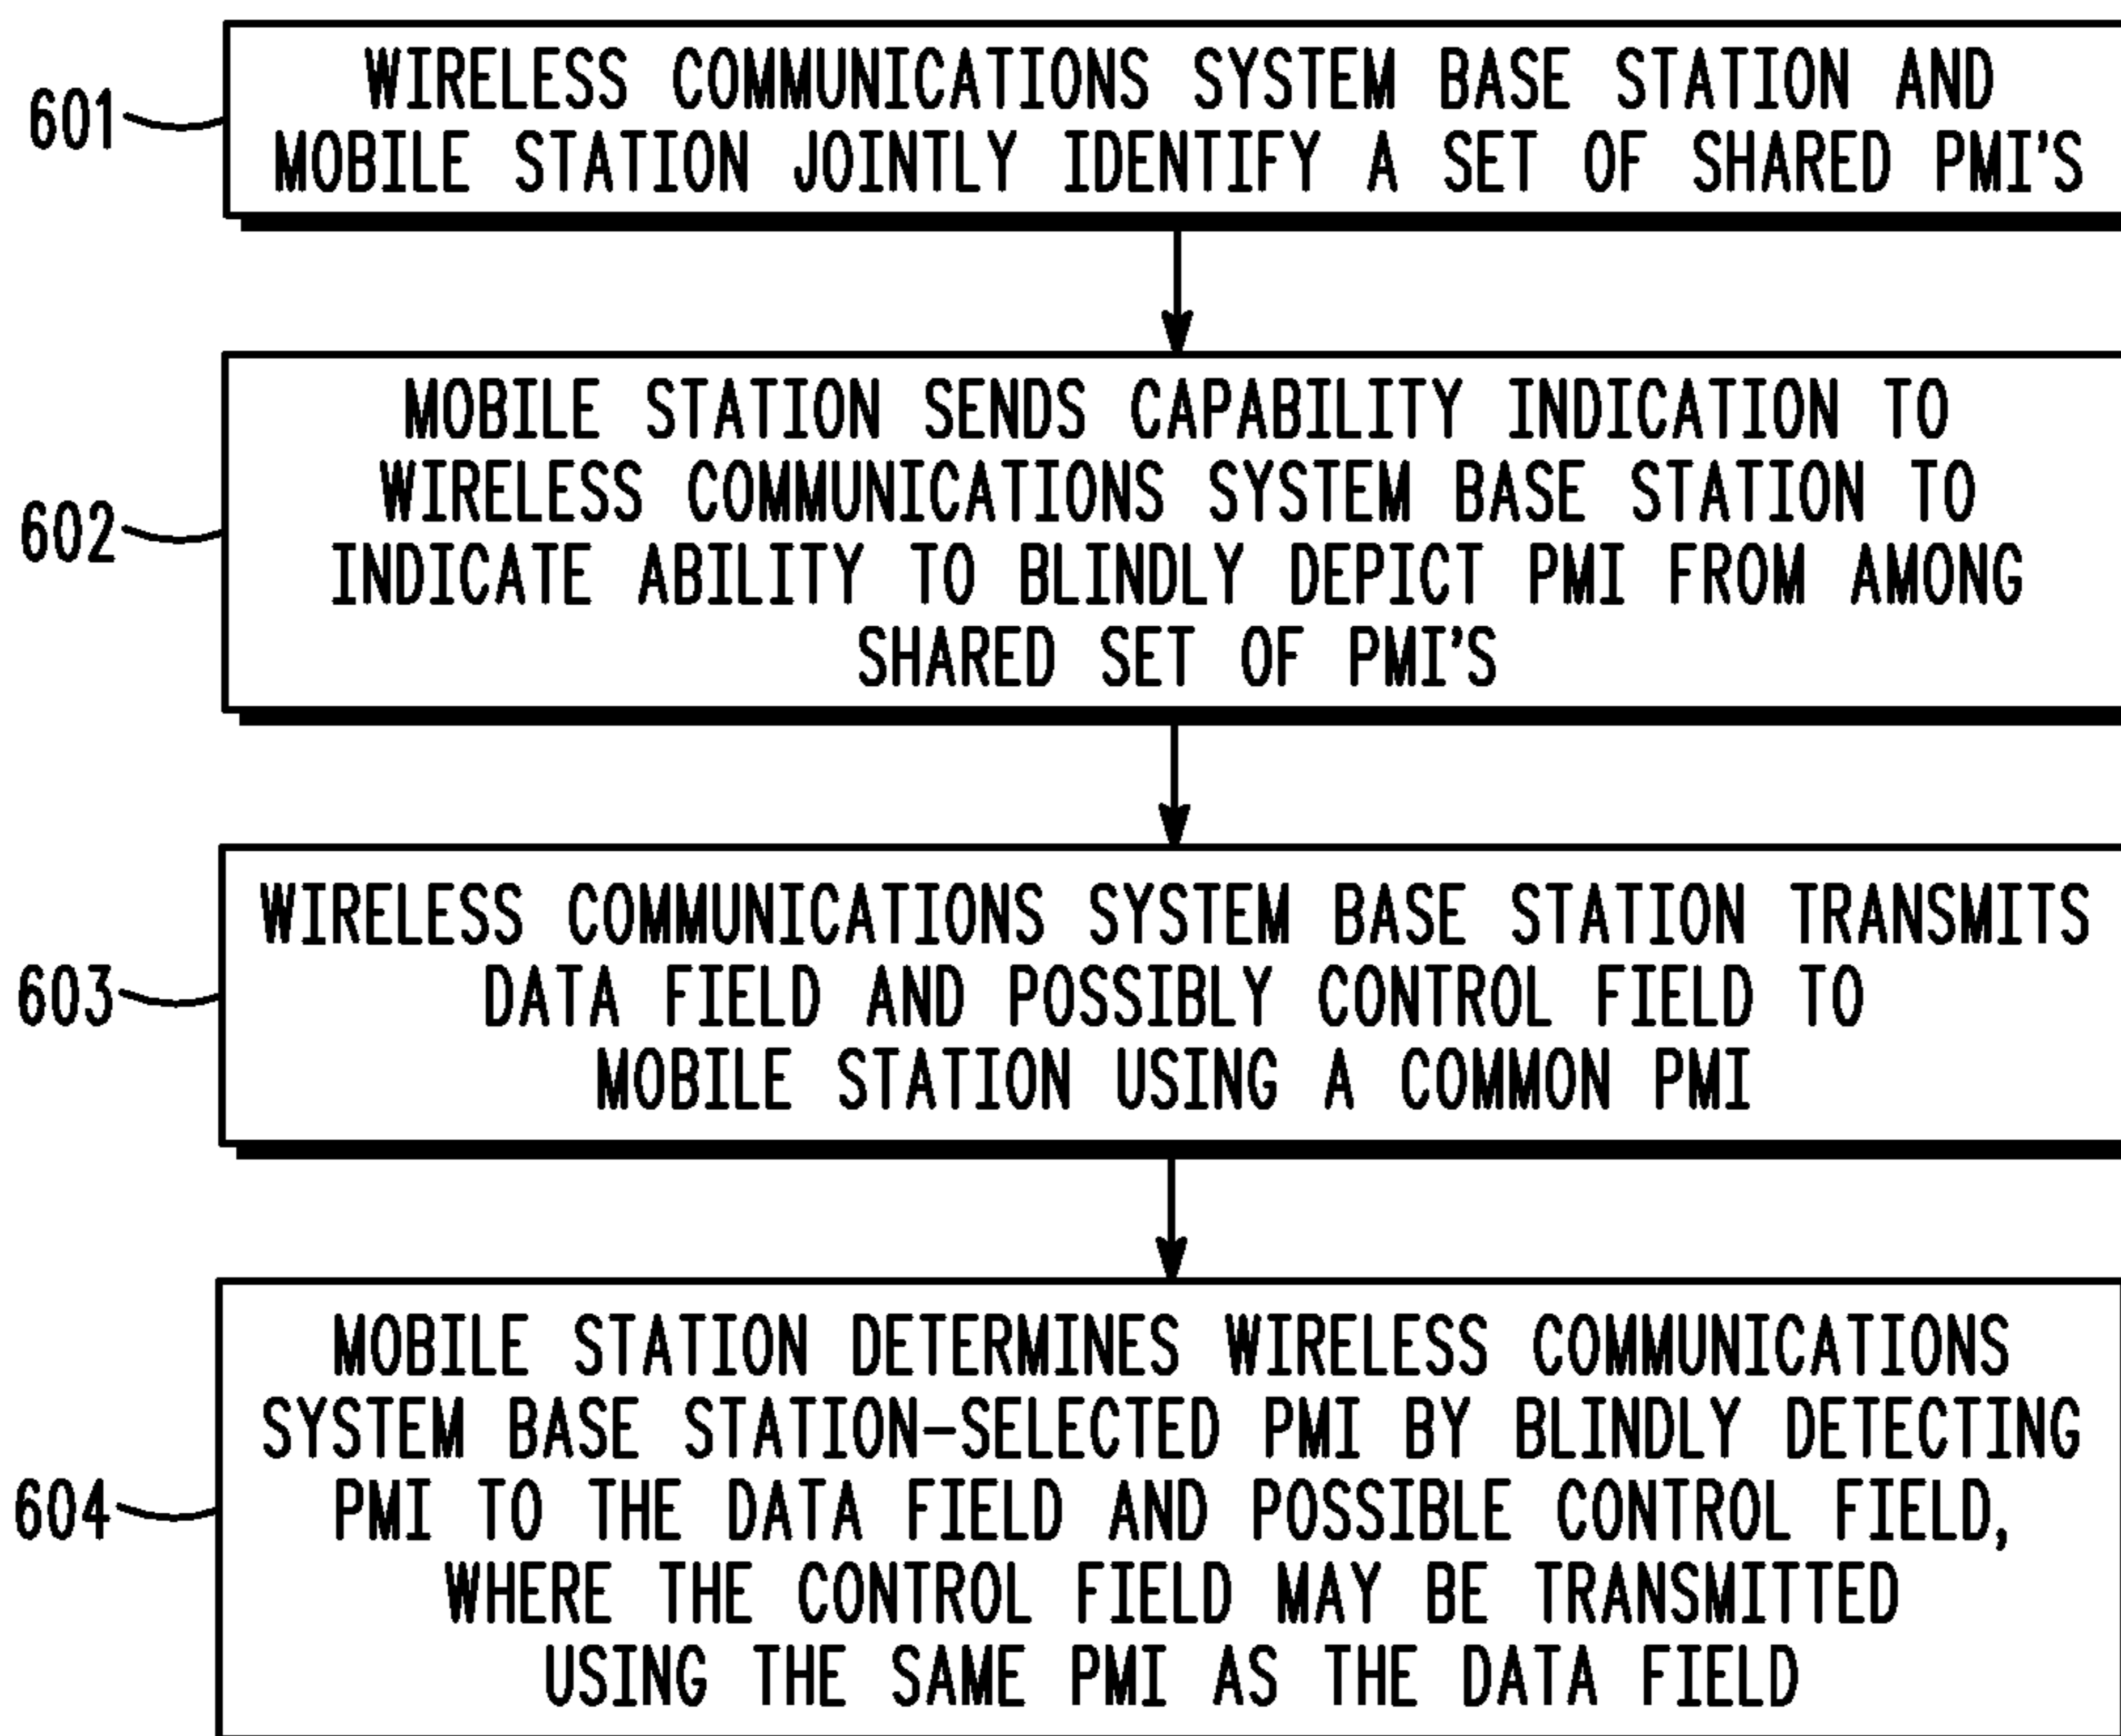 WIRELESS COMMUNICATIONS SYSTEM BASE STATION AND
601
MOBILE STATION JOINTLY IDENTIFY A SET OF SHARED PMI'S
MOBILE STATION SENDS CAPABILITY INDICATION TO
WIRELESS COMMUNICATIONS SYSTEM BASE STATION TO
602
INDICATE ABILITY TO BLINDLY DEPICT PMI FROM AMONG
SHARED SET OF PMI'S
WIRELESS COMMUNICATIONS SYSTEM BASE STATION TRANSMITS
603
DATA FIELD AND POSSIBLY CONTROL FIELD TO
MOBILE STATION USING A COMMON PMI
MOBILE STATION DETERMINES WIRELESS COMMUNICATIONS
SYSTEM BASE STATION-SELECTED PMI BY BLINDLY DETECTING
604
PMI TO THE DATA FIELD AND POSSIBLE CONTROL FIELD,
WHERE THE CONTROL FIELD MAY BE TRANSMITTED
USING THE SAME PMI AS THE DATA FIELD